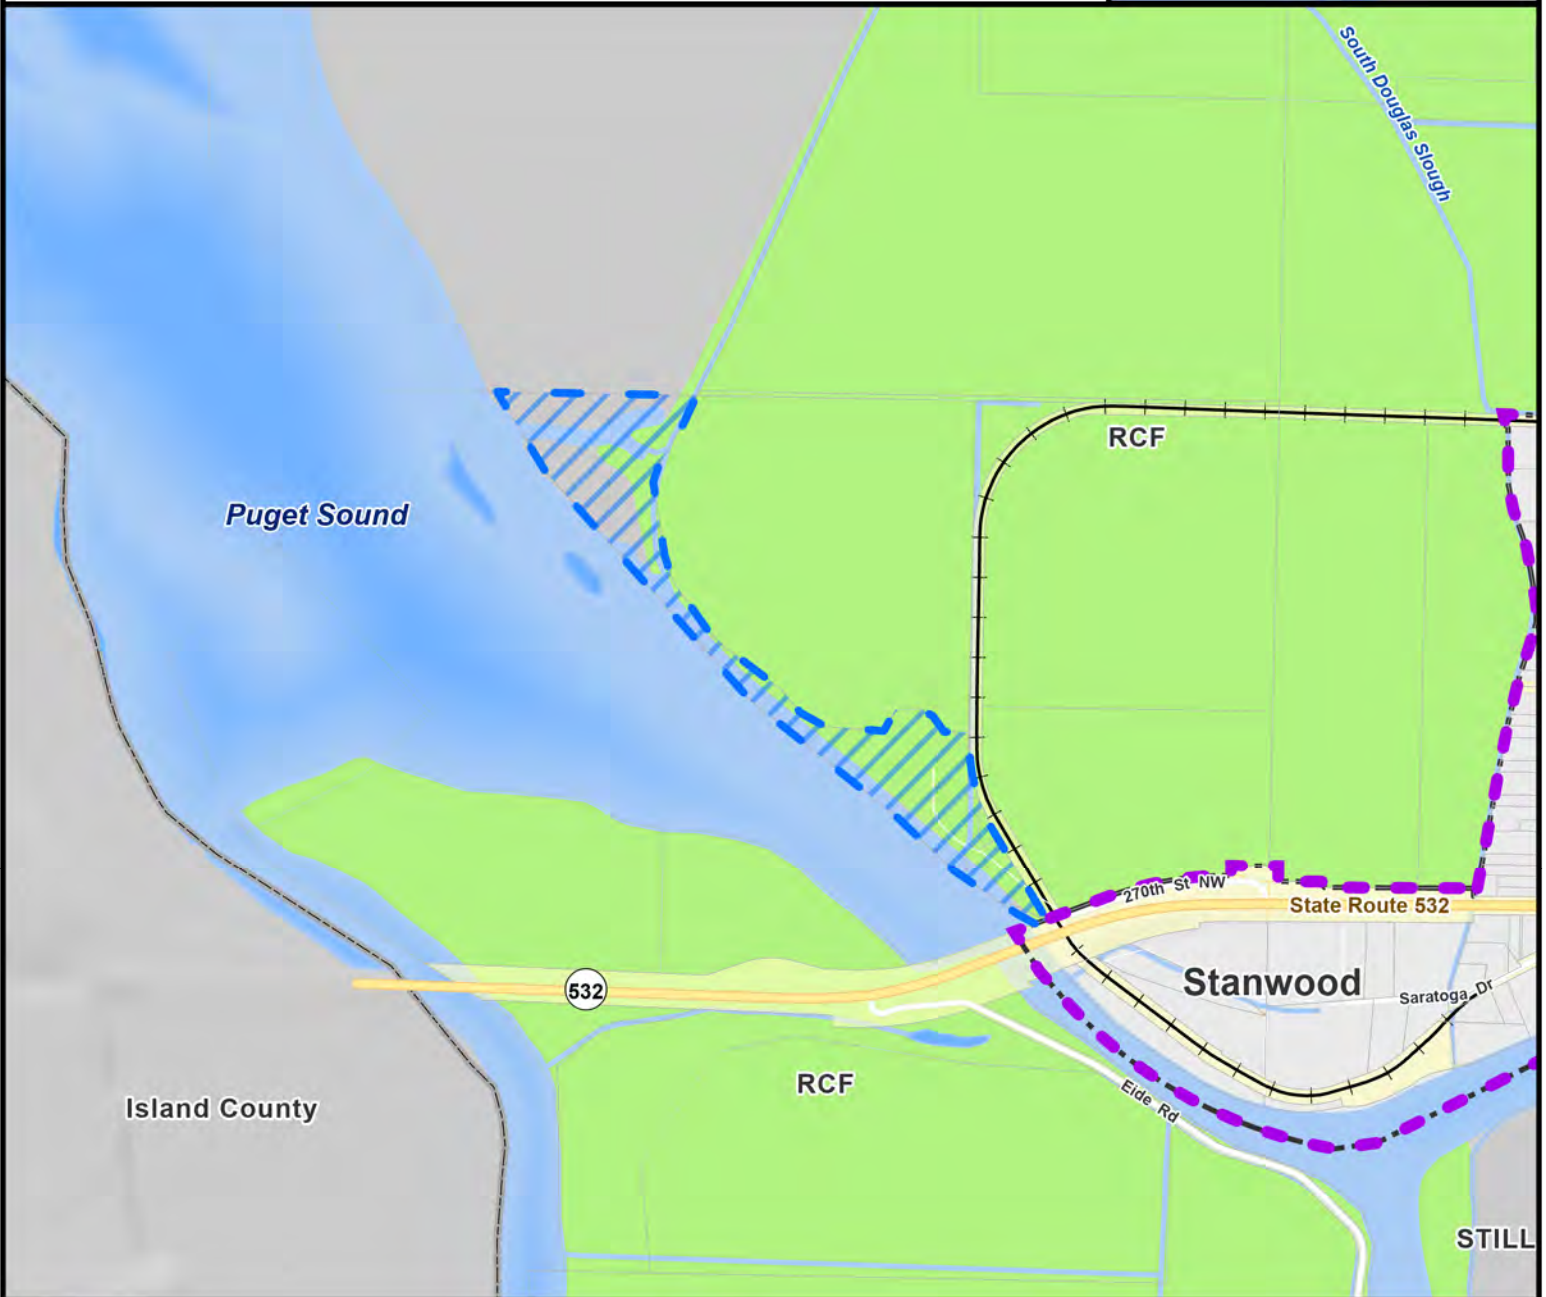 South Douglas Slough
RCF
Puget Sound
270th St NW
State Route 532
Stanwood
532
Saratoga Dr
RCF
Eide Rd
Island County
STILL